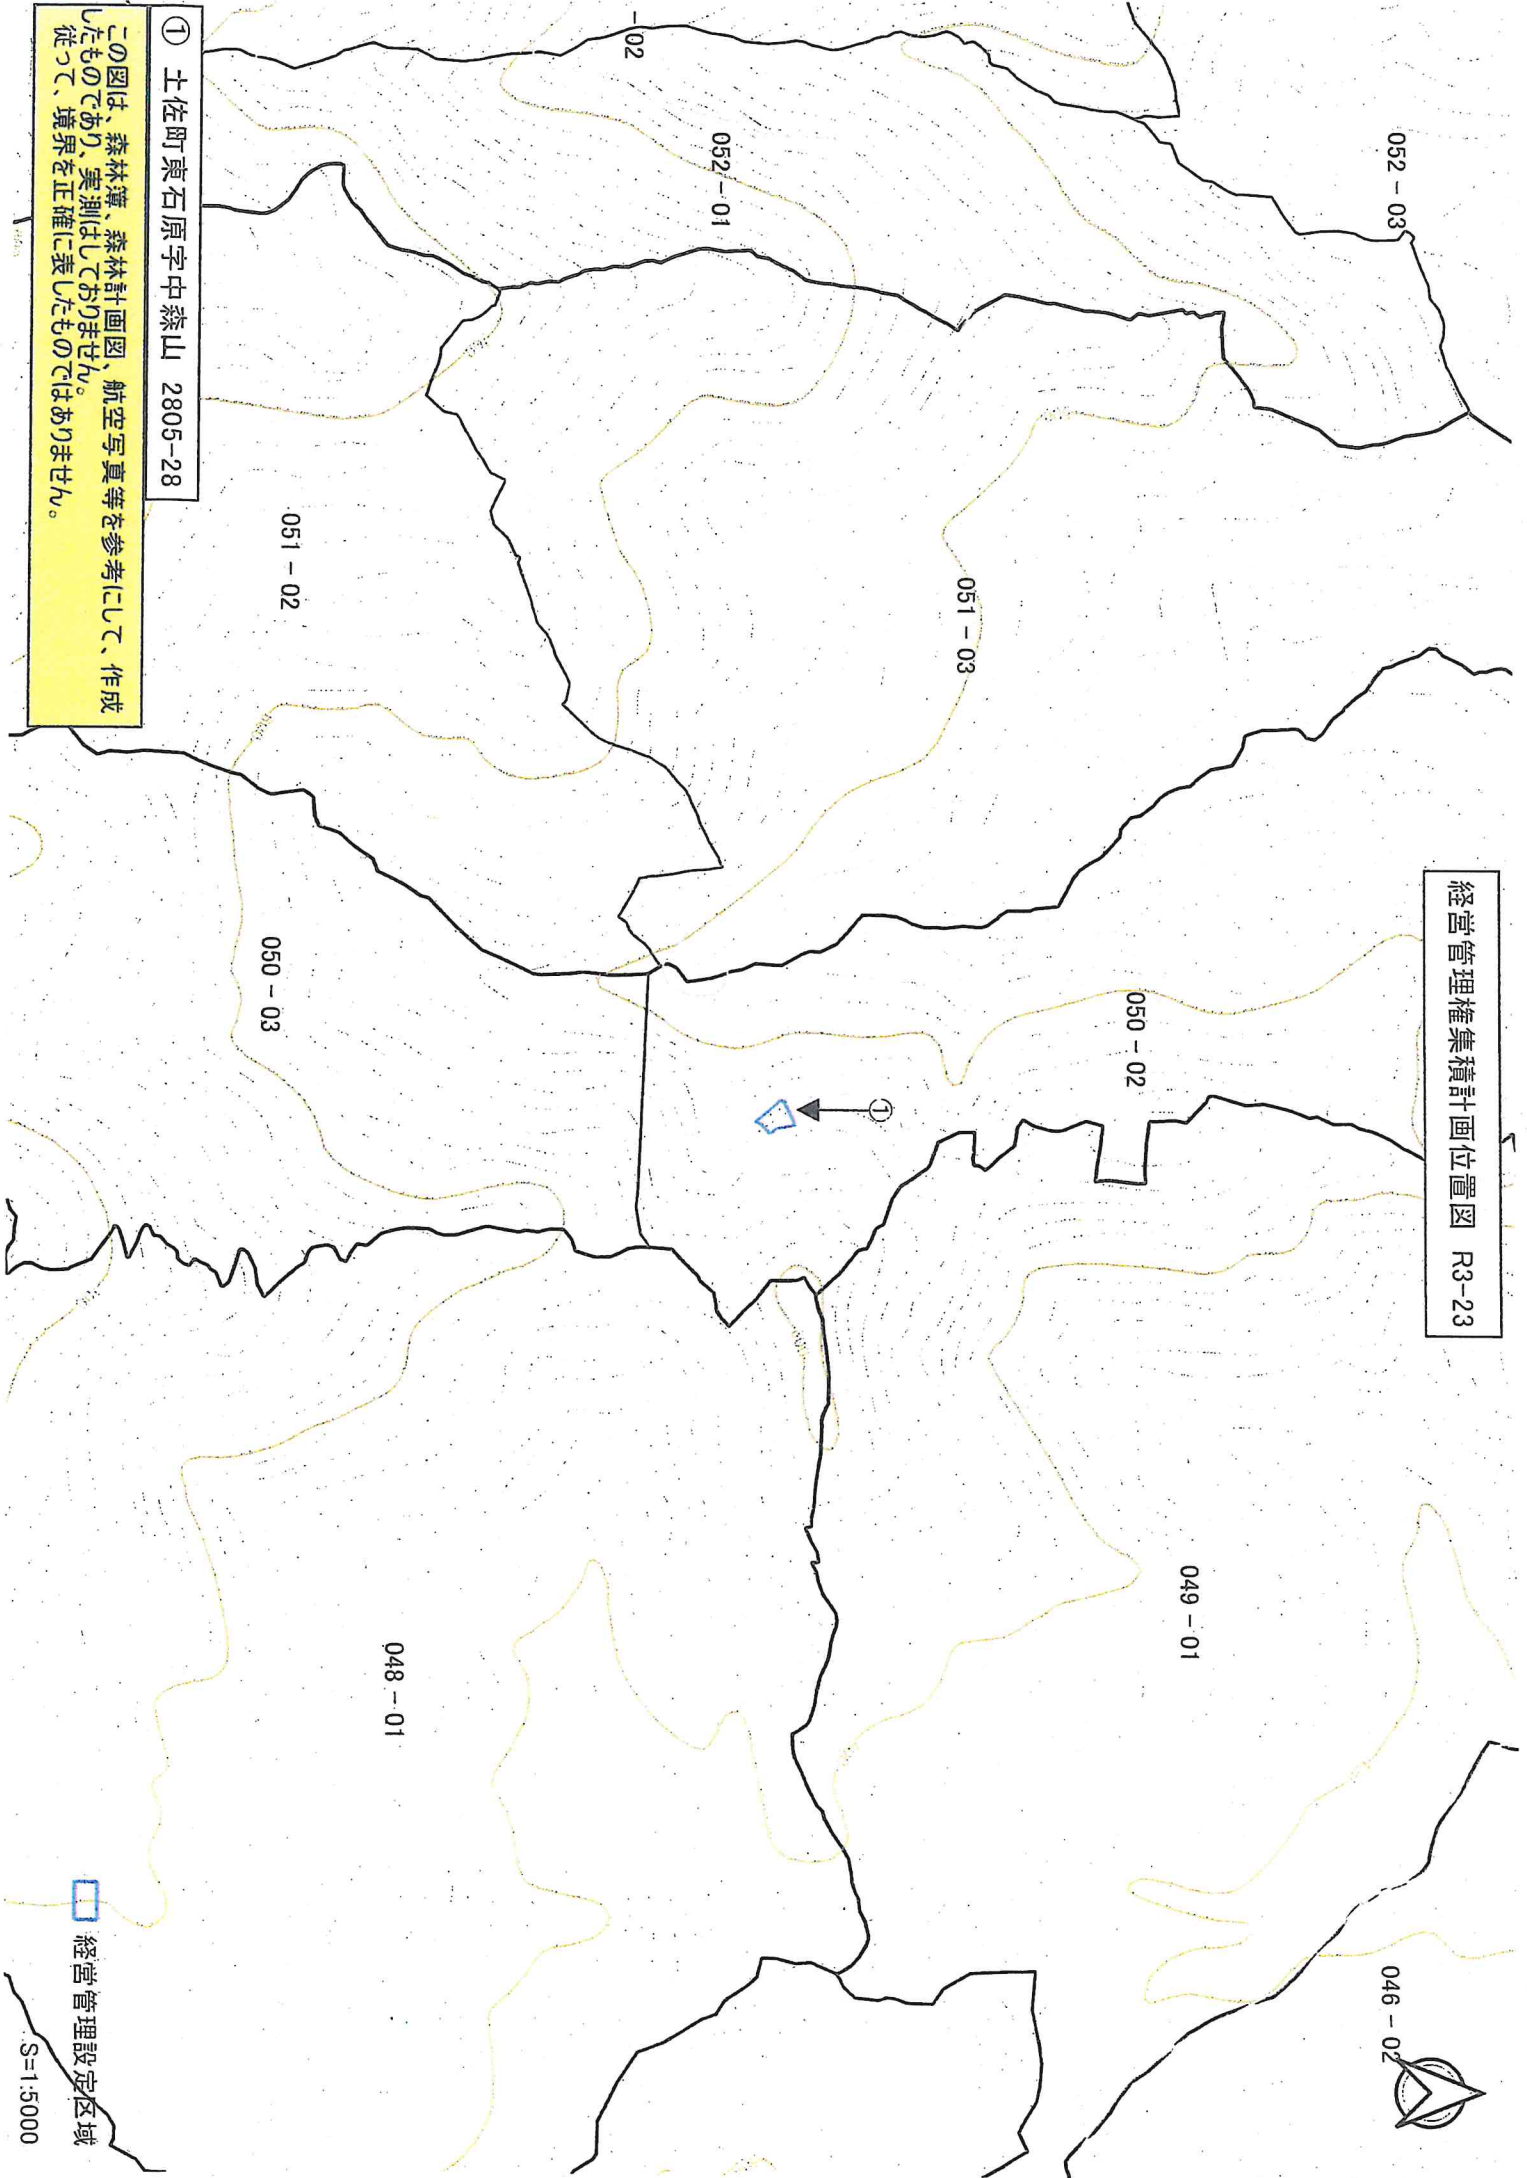 経営管理権集積計画位置図 R3-23
052-03
046-02
-02
052-01
051-03
050-02
049-01
①
051-02
050-03
048-01
① 土佐町東石原字中森山 2805-28
この図は、森林簿、森林計画図、航空写真等を参考にして、作成
したものであり、実測はしておりません。
従って、境界を正確に表したものではありません。
経営管理設定区域
S=1:5000